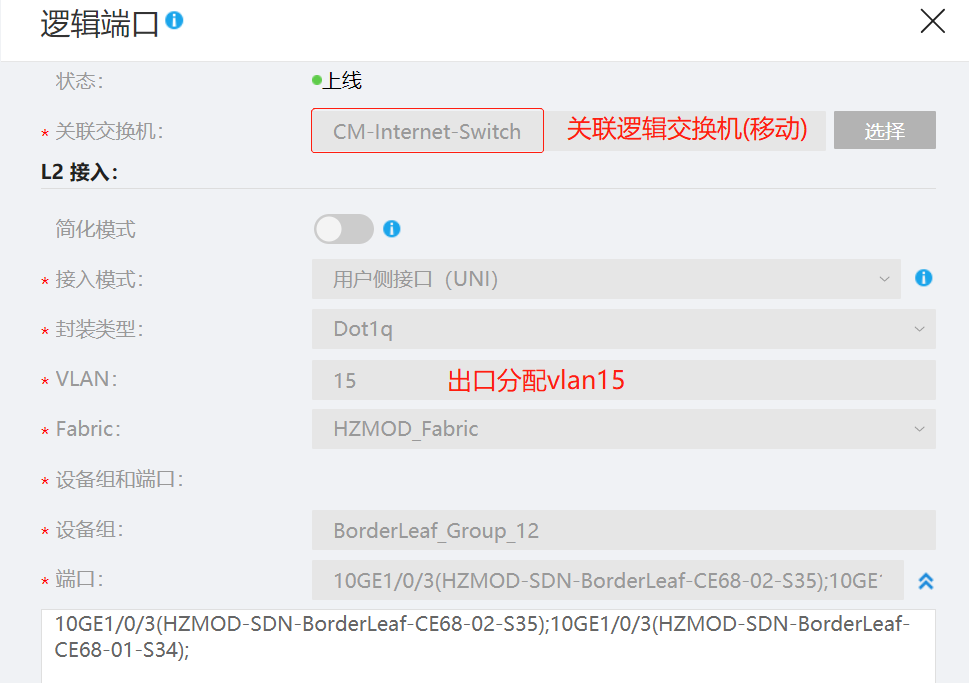 逻辑端口
状态: 上线
* 关联交换机: CM-Internet-Switch 关联逻辑交换机(移动) 选择
L2 接入:
简化模式
* 接入模式: 用户侧接口（UNI）
* 封装类型: Dot1q
* VLAN: 15 出口分配vlan15
* Fabric: HZMOD_Fabric
* 设备组和端口:
* 设备组: BorderLeaf_Group_12
* 端口: 10GE1/0/3(HZMOD-SDN-BorderLeaf-CE68-02-S35);10GE
10GE1/0/3(HZMOD-SDN-BorderLeaf-CE68-02-S35);10GE1/0/3(HZMOD-SDN-BorderLeaf-
CE68-01-S34);